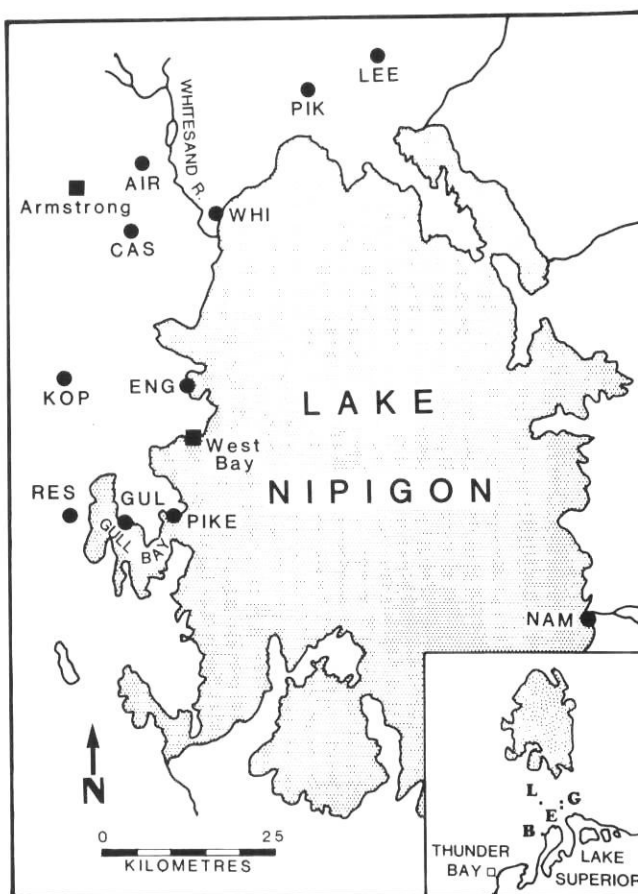 LEE
PIK
WHITESAND R.
AIR
Armstrong
WHI
CAS
ENG
KOP
LAKE
West
Bay
NIPIGON
RES
GUL
PIKE
GULL BAY
NAM
N
0 25
KILOMETRES
L
G
E
B
THUNDER
BAY
LAKE
SUPERIOR